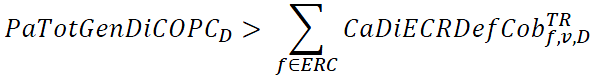 PaTotGenDiCOPC_D > ∑_{f∈ERC} CaDiECRDefCob^{TR}_{f,v,D}